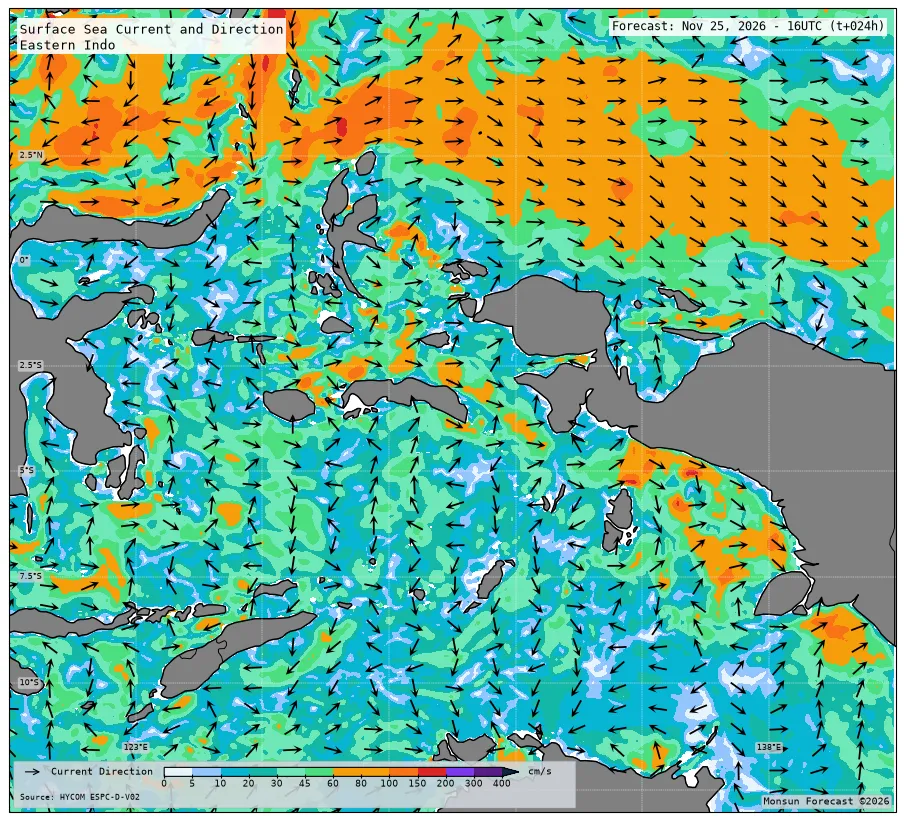 Surface Sea Current and Direction
Eastern Indo
Forecast: Nov 25, 2026 - 16UTC (t+024h)
2.5°N
0°
2.5°S
5°S
7.5°S
10°S
123°E
138°E
Current Direction
cm/s
0 5 10 20 30 45 60 80 100 150 200 300 400
Source: HYCOM ESPC-D-V02
Monsun Forecast ©2026